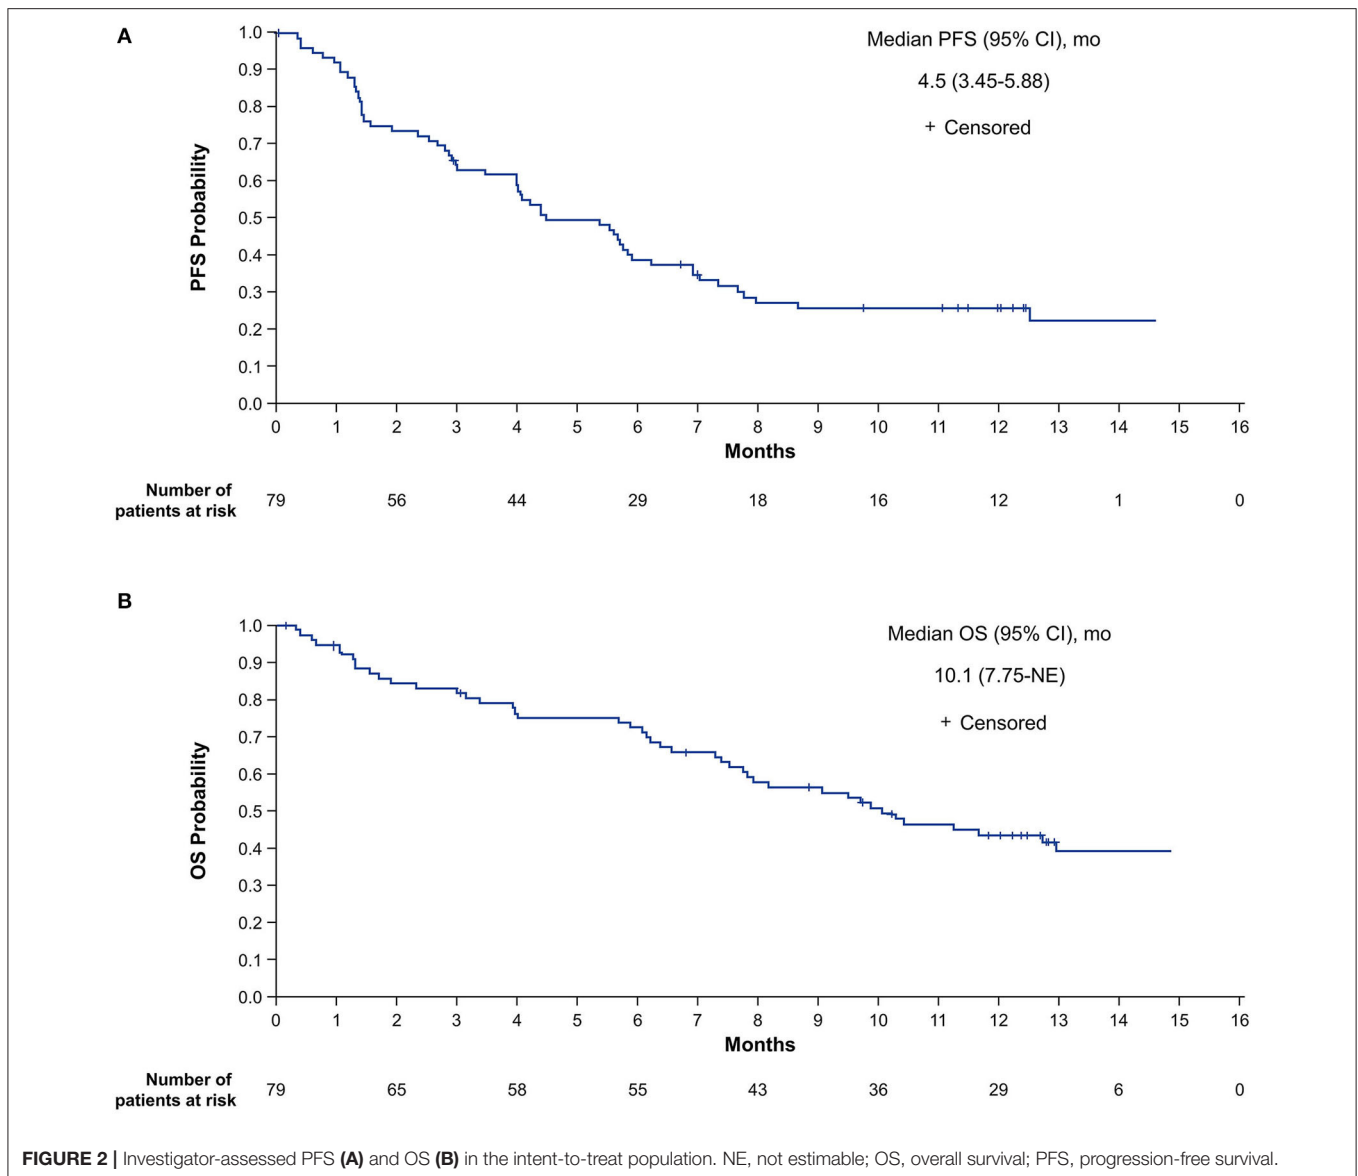 A
Median PFS (95% CI), mo
4.5 (3.45-5.88)
+ Censored
PFS Probability
1.0
0.9
0.8
0.7
0.6
0.5
0.4
0.3
0.2
0.1
0.0
0 1 2 3 4 5 6 7 8 9 10 11 12 13 14 15 16
Months
Number of
patients at risk
79 56 44 29 18 16 12 1 0
B
Median OS (95% CI), mo
10.1 (7.75-NE)
+ Censored
OS Probability
1.0
0.9
0.8
0.7
0.6
0.5
0.4
0.3
0.2
0.1
0.0
0 1 2 3 4 5 6 7 8 9 10 11 12 13 14 15 16
Months
Number of
patients at risk
79 65 58 55 43 36 29 6 0
FIGURE 2 | Investigator-assessed PFS (A) and OS (B) in the intent-to-treat population. NE, not estimable; OS, overall survival; PFS, progression-free survival.